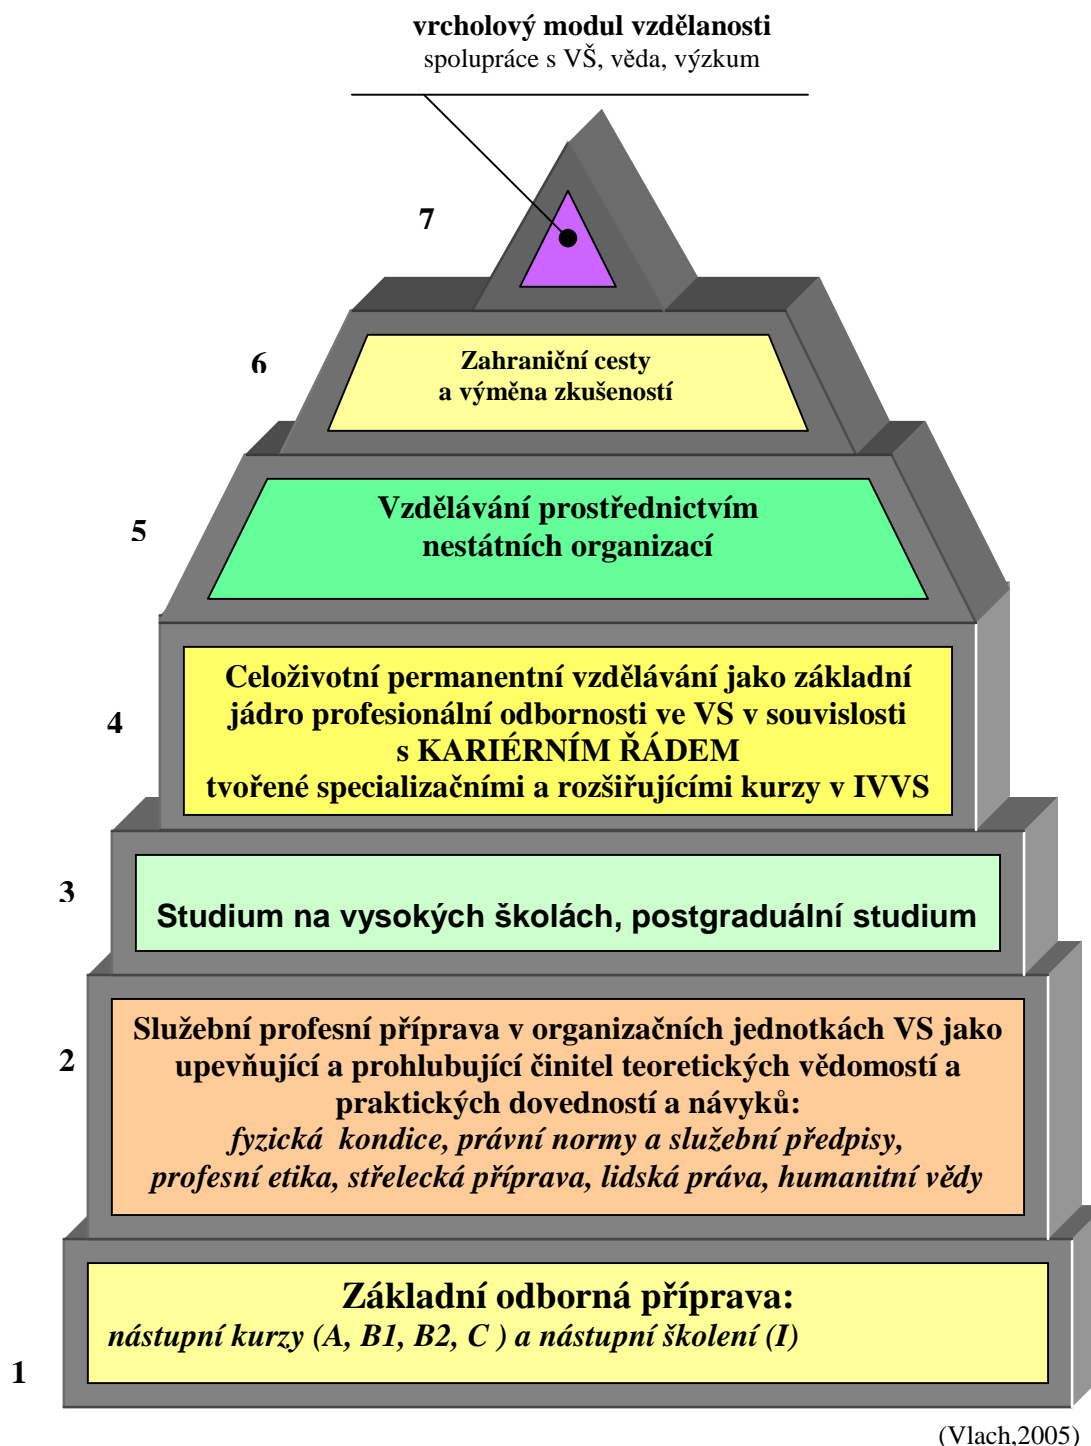 vrcholový modul vzdělanosti
spolupráce s VŠ, věda, výzkum
7
6
Zahraniční cesty
a výměna zkušeností
5
Vzdělávání prostřednictvím
nestátních organizací
4
Celoživotní permanentní vzdělávání jako základní
jádro profesionální odbornosti ve VS v souvislosti
s KARIÉRNÍM ŘÁDEM
tvořené specializačními a rozšiřujícími kurzy v IVVS
3
Studium na vysokých školách, postgraduální studium
2
Služební profesní příprava v organizačních jednotkách VS jako
upevňující a prohlubující činitel teoretických vědomostí a
praktických dovedností a návyků:
fyzická kondice, právní normy a služební předpisy,
profesní etika, střelecká příprava, lidská práva, humanitní vědy
1
Základní odborná příprava:
nástupní kurzy (A, B1, B2, C ) a nástupní školení (I)
(Vlach,2005)